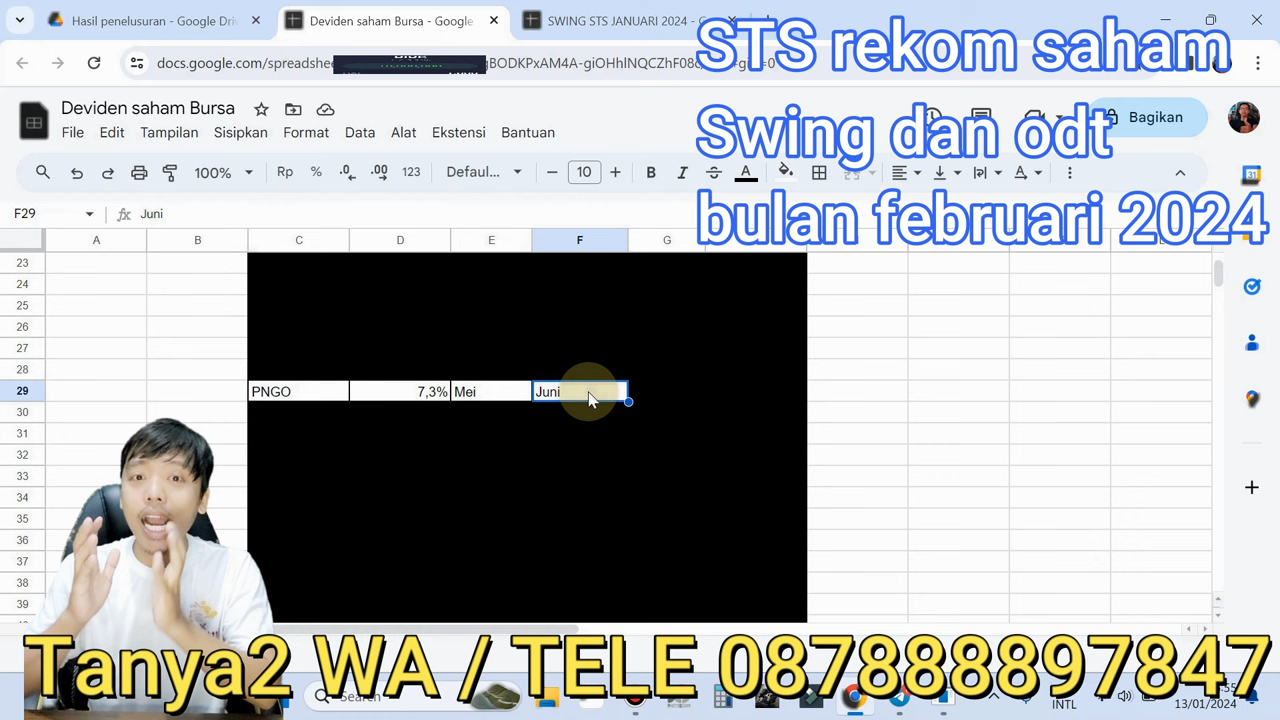 Hasil penelusuran - Google Dri
Deviden saham Bursa - Google
SWING STS JANUARI 2024 - G
STS rekom saham
Swing dan odt
bulan februari 2024
docs.google.com/spreadshee
gBODKPxAM4A-giOHhlNQCZhF08
Deviden saham Bursa
File Edit Tampilan Sisipkan Format Data Alat Ekstensi Bantuan
Bagikan
100% Rp % .0 .00 123 Defaul... 10 B I S A
F29 fx Juni
A B C D E F G
23
24
25
26
27
28
29 PNGO 7,3% Mei Juni
30
31
32
33
34
35
36
37
38
39
Tanya2 WA / TELE 087888897847
Search
INTL
13/01/2024